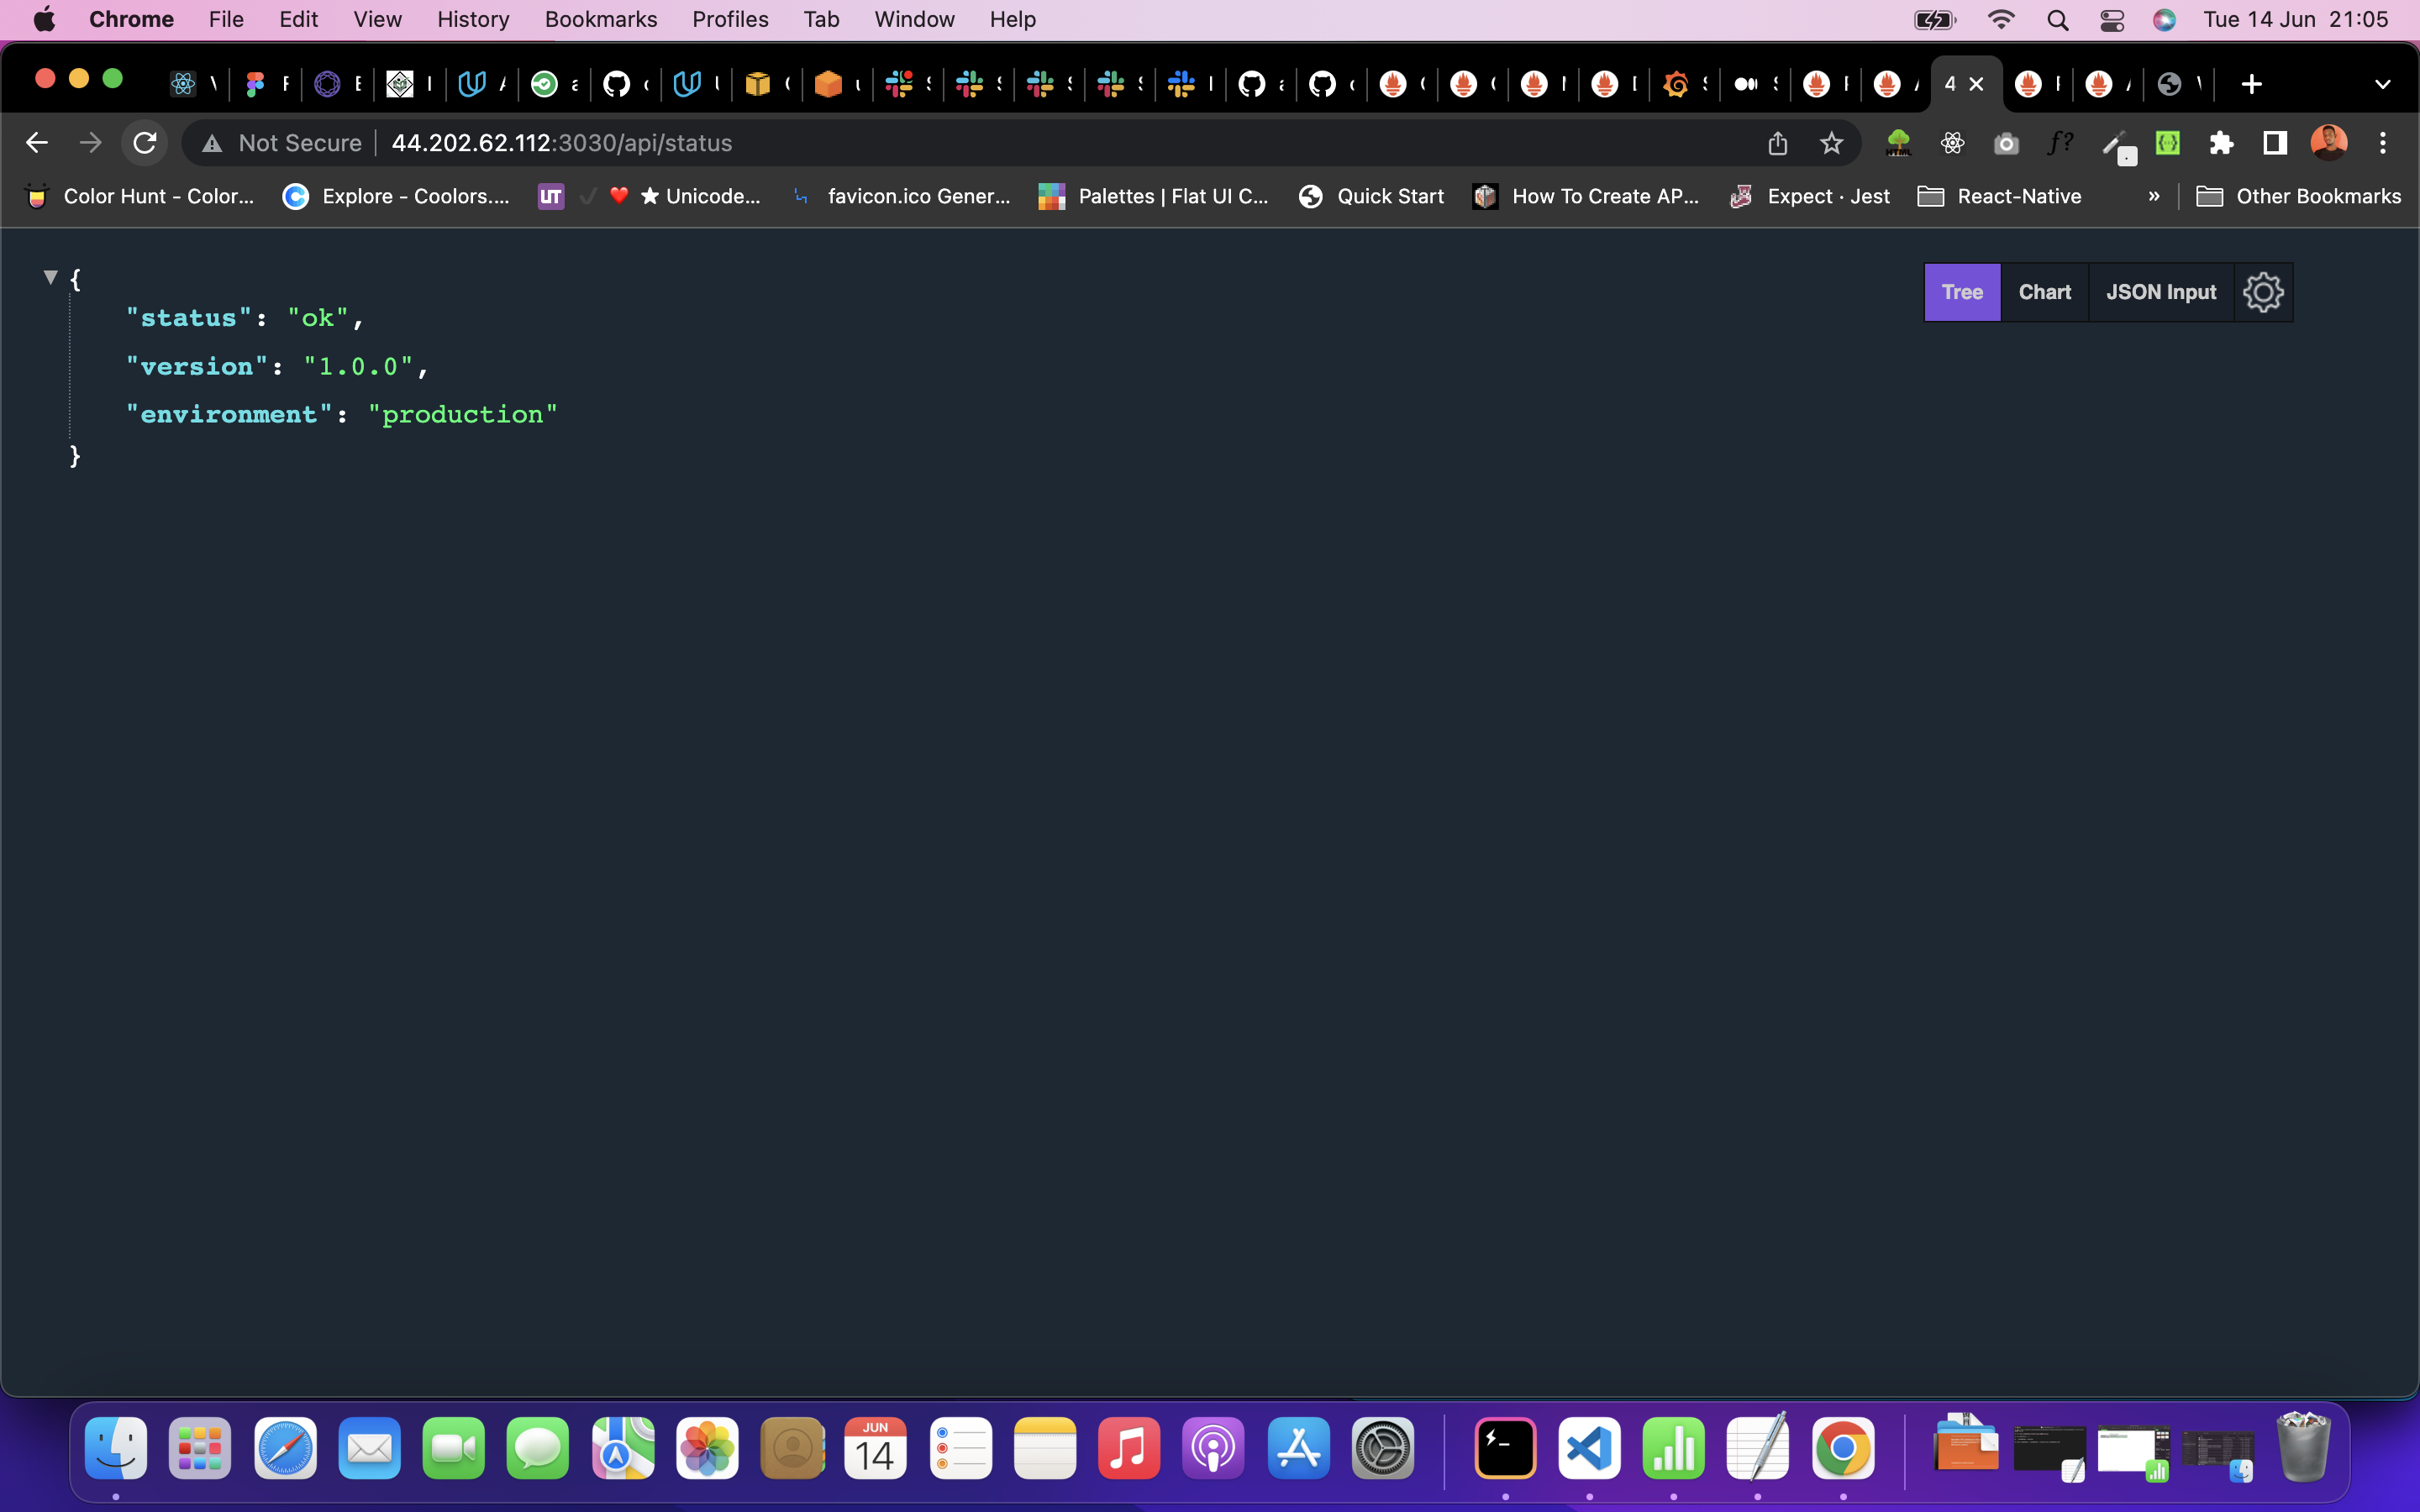 Chrome File Edit View History Bookmarks Profiles Tab Window Help Tue 14 Jun 21:05
4
Not Secure 44.202.62.112:3030/api/status
Color Hunt - Color... Explore - Coolors.... UT ✓ ❤️ ★ Unicode... favicon.ico Gener... Palettes | Flat UI C... Quick Start How To Create AP... Expect · Jest React-Native » Other Bookmarks
{
"status": "ok",
"version": "1.0.0",
"environment": "production"
}
Tree Chart JSON Input
JUN
14